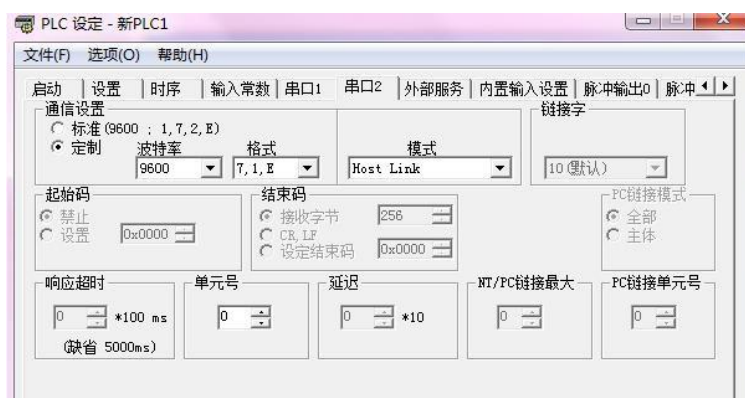 PLC 设定 - 新PLC1
文件(F) 选项(O) 帮助(H)
启动 设置 时序 输入常数 串口1 串口2 外部服务 内置输入设置 脉冲输出0 脉冲
通信设置 链接字
标准(9600 ; 1,7,2,E)
定制 波特率 格式 模式
9600 7,1,E Host Link 10(默认)
起始码 结束码 PC链接模式
禁止 接收字节 256 全部
设置 0x0000 CR,LF 主体
设定结束码 0x0000
响应超时 单元号 延迟 NT/PC链接最大 PC链接单元号
0 *100 ms 0 0 *10 0 0
(缺省 5000ms)